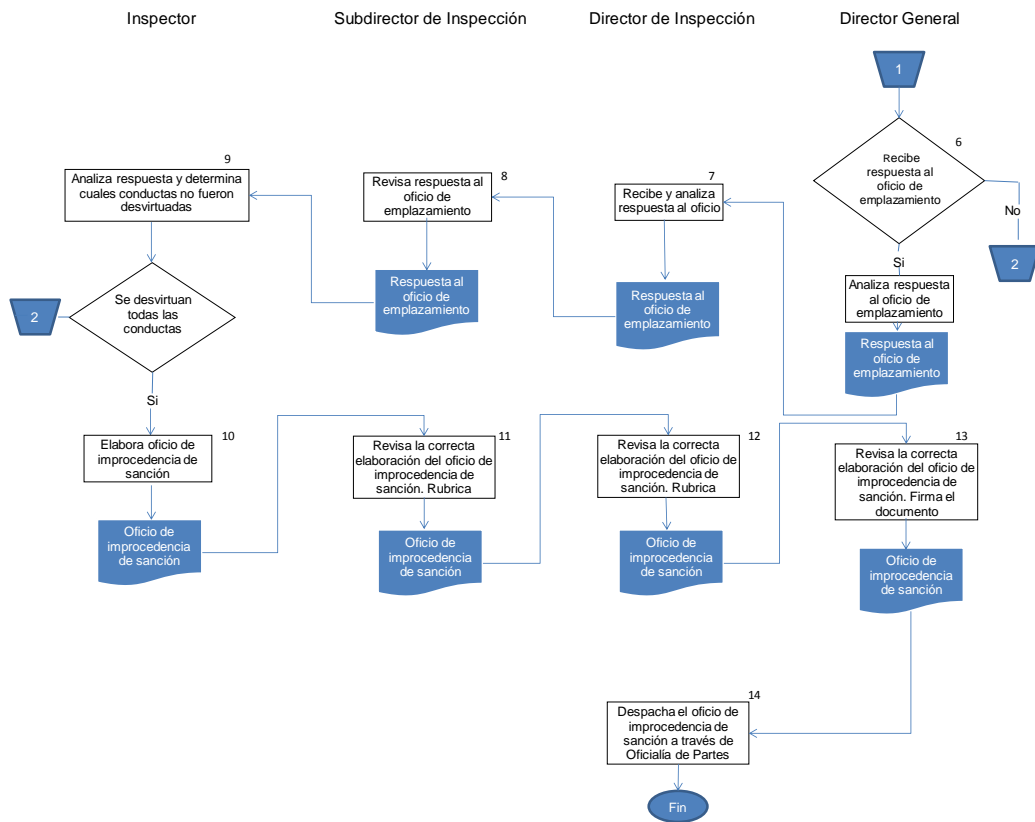 Inspector
Subdirector de Inspección
Director de Inspección
Director General
1
6
Recibe
respuesta al
oficio de
emplazamiento
No
2
Si
Analiza respuesta
al oficio de
emplazamiento
Respuesta al
oficio de
emplazamiento
7
Recibe y analiza
respuesta al oficio
Respuesta al
oficio de
emplazamiento
8
Revisa respuesta al
oficio de
emplazamiento
Respuesta al
oficio de
emplazamiento
9
Analiza respuesta y determina
cuales conductas no fueron
desvirtuadas
Se desvirtuan
todas las
conductas
2
Si
10
Elabora oficio de
improcedencia de
sanción
Oficio de
improcedencia
de sanción
11
Revisa la correcta
elaboración del oficio de
improcedencia de
sanción. Rubrica
Oficio de
improcedencia
de sanción
12
Revisa la correcta
elaboración del oficio de
improcedencia de
sanción. Rubrica
Oficio de
improcedencia
de sanción
13
Revisa la correcta
elaboración del oficio de
improcedencia de
sanción. Firma el
documento
Oficio de
improcedencia
de sanción
14
Despacha el oficio de
improcedencia de
sanción a través de
Oficialía de Partes
Fin